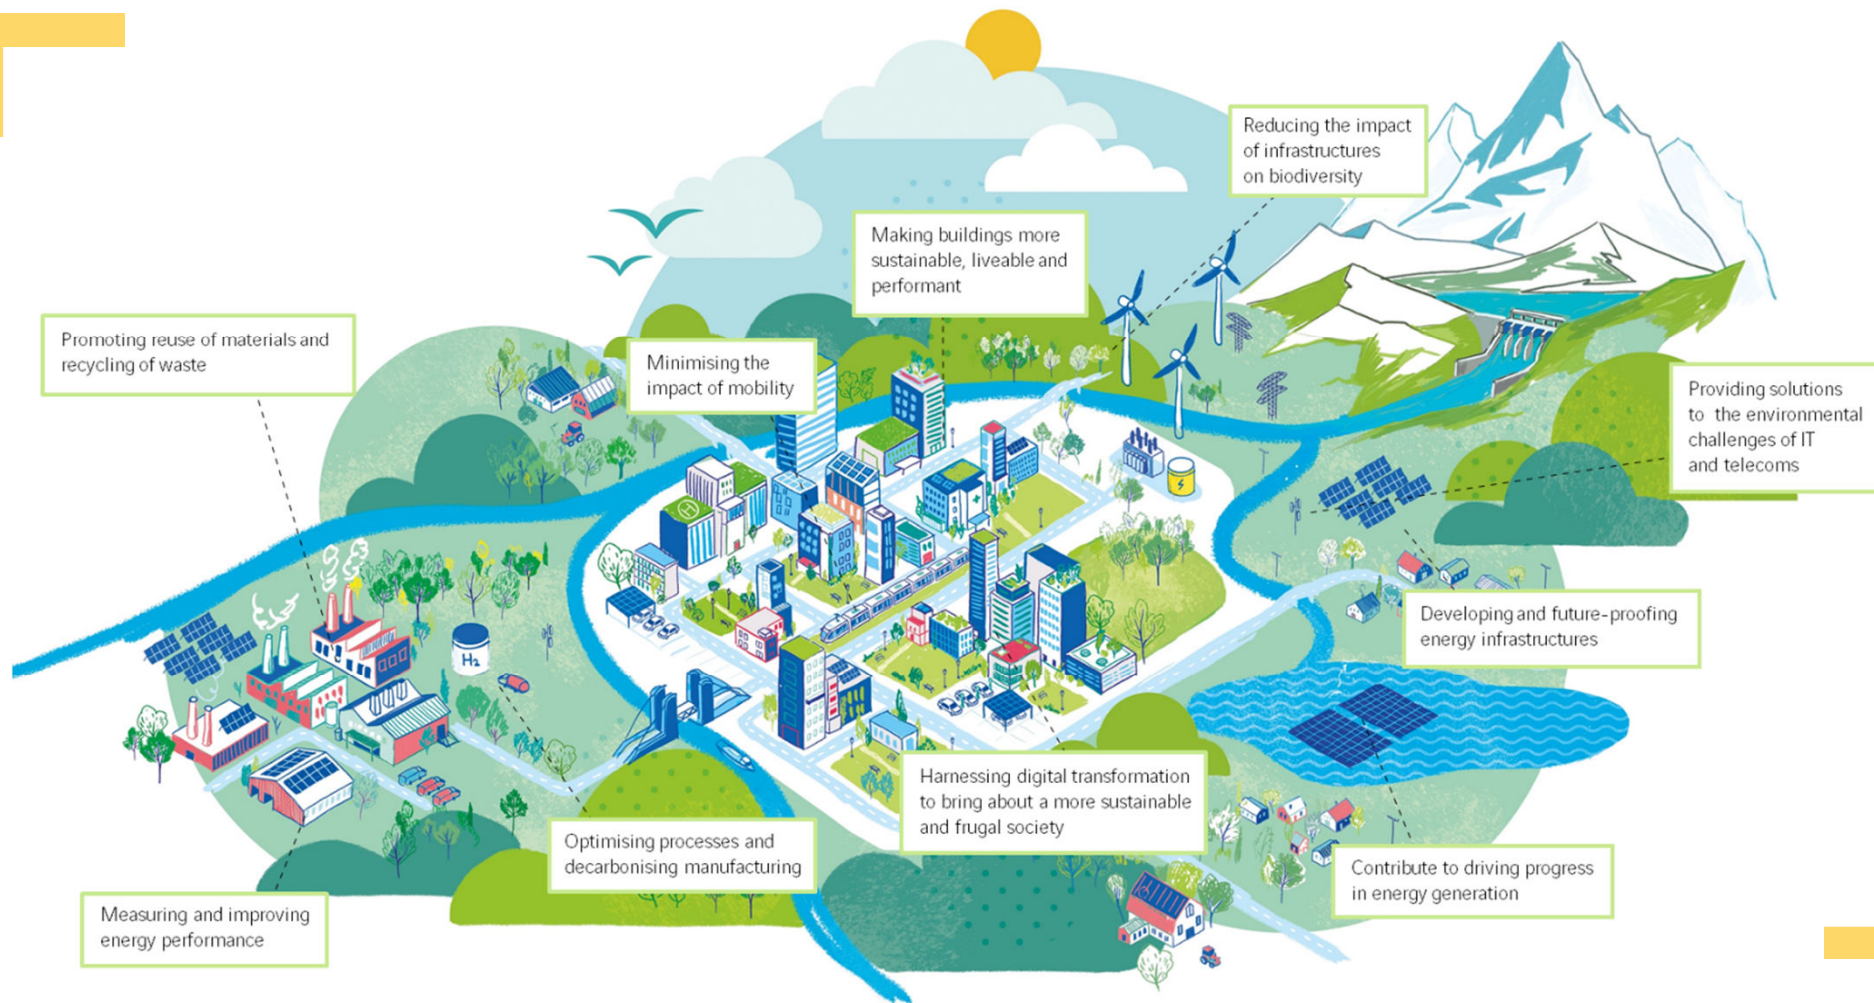 Reducing the impact
of infrastructures
on biodiversity
Making buildings more
sustainable, liveable and
performant
Promoting reuse of materials and
recycling of waste
Minimising the
impact of mobility
Providing solutions
to the environmental
challenges of IT
and telecoms
Developing and future-proofing
energy infrastructures
H
H2
Harnessing digital transformation
to bring about a more sustainable
and frugal society
Optimising processes and
decarbonising manufacturing
Contribute to driving progress
in energy generation
Measuring and improving
energy performance